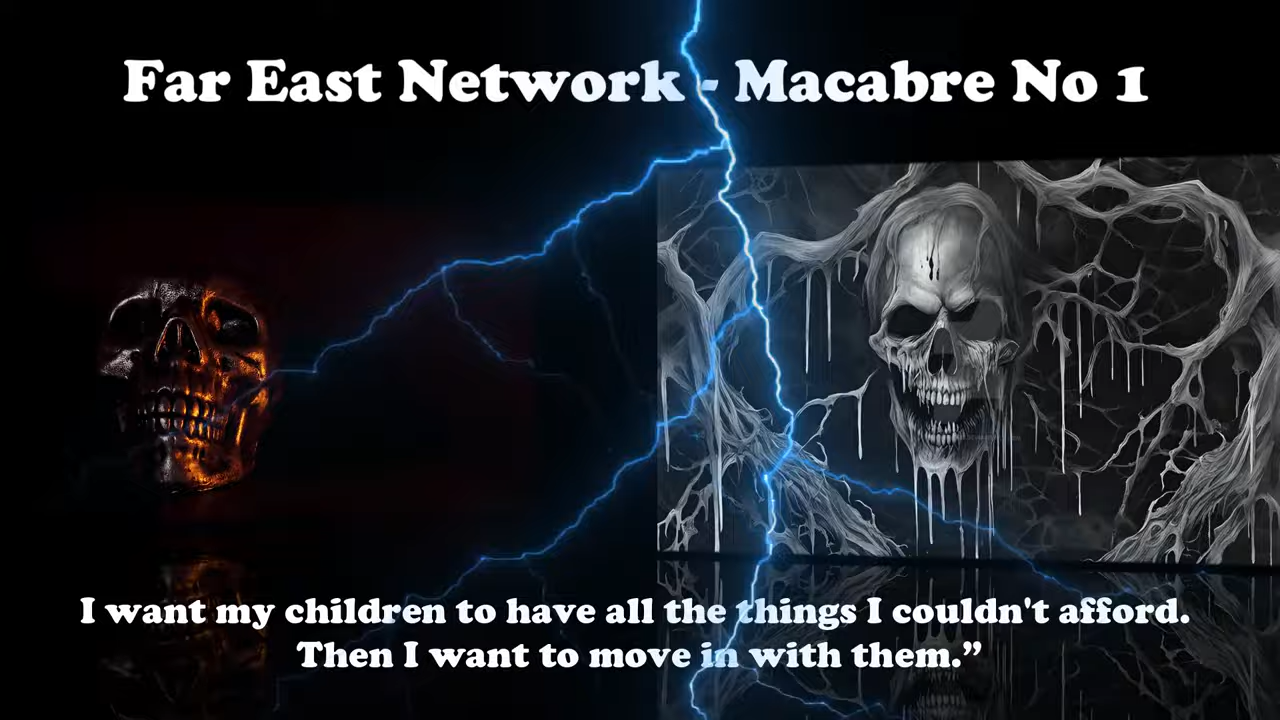 Far East Network - Macabre No 1
I want my children to have all the things I couldn't afford.
Then I want to move in with them.”